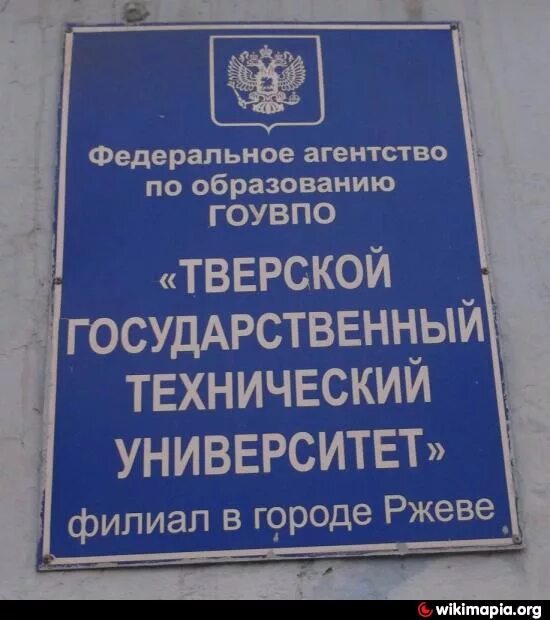 Федеральное агентство
по образованию
ГОУВПО
«ТВЕРСКОЙ
ГОСУДАРСТВЕННЫЙ
ТЕХНИЧЕСКИЙ
УНИВЕРСИТЕТ»
филиал в городе Ржеве
wikimapia.org